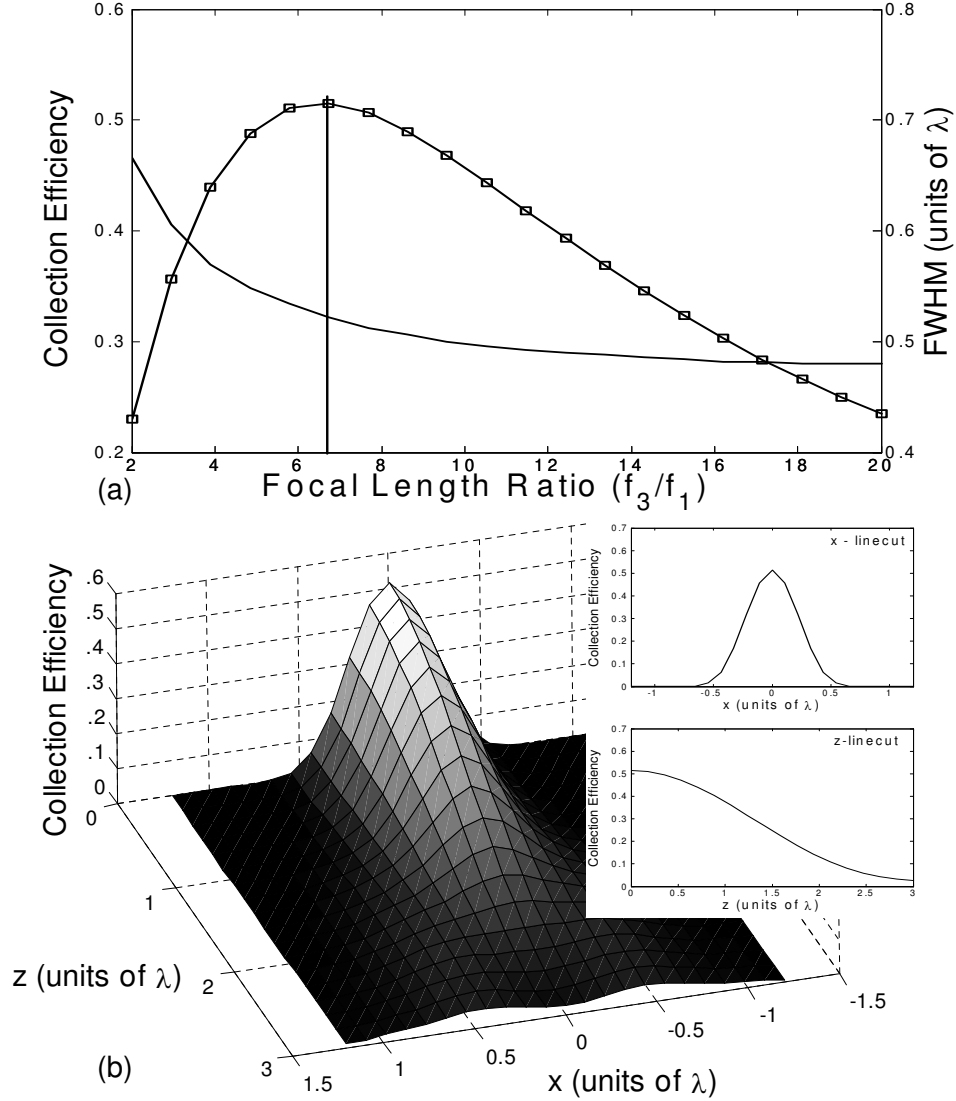 0.6
0.5
0.4
0.3
0.2
Collection Efficiency
0.8
0.7
0.6
0.5
0.4
FWHM (units of λ)
2 4 6 8 10 12 14 16 18 20
(a) Focal Length Ratio (f3/f1)
.6
.5
.4
.3
.2
.1
0
Collection Efficiency
0
1
2
3
z (units of λ)
1.5
1
0.5
0
-0.5
-1
-1.5
x (units of λ)
(b)
x - linecut
0.7
0.6
0.5
0.4
0.3
0.2
0.1
0
Collection Efficiency
-1 -0.5 0 0.5 1
x (units of λ)
z-linecut
0.7
0.6
0.5
0.4
0.3
0.2
0.1
0
Collection Efficiency
0 0.5 1 1.5 2 2.5 3
z (units of λ)